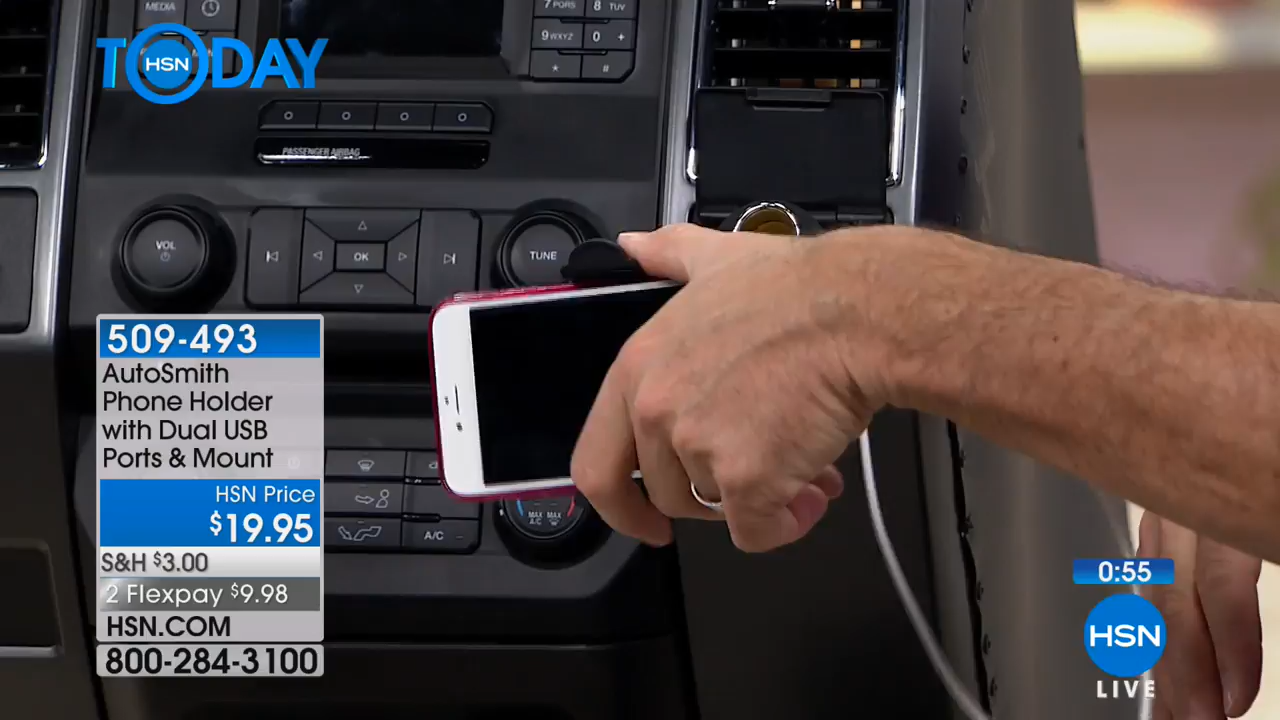 MEDIA
7 PQRS 8 TUV
9 WXYZ 0 +
* #
TODAY
HSN
PASSENGER AIRBAG
VOL
OK
TUNE
509-493
AutoSmith
Phone Holder
with Dual USB
Ports & Mount
HSN Price
$19.95
S&H $3.00
2 Flexpay $9.98
HSN.COM
800-284-3100
MAX A/C MAX
A/C -
0:55
HSN
LIVE